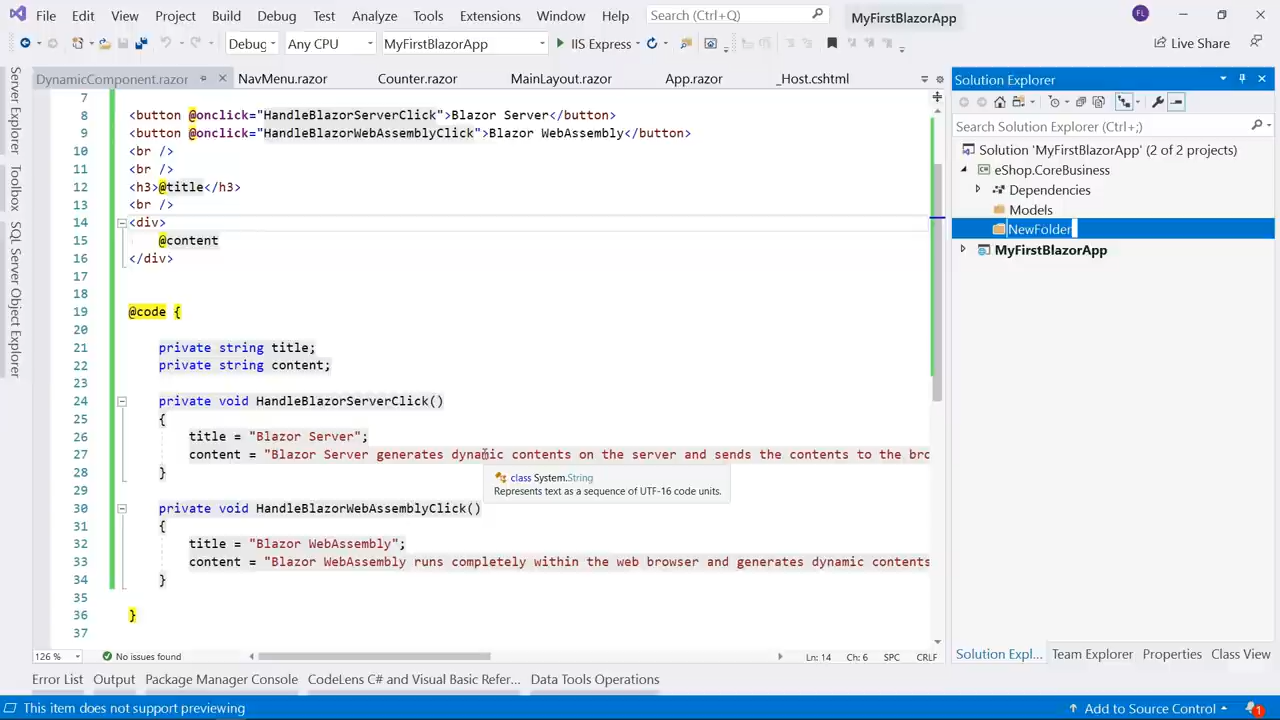 File Edit View Project Build Debug Test Analyze Tools Extensions Window Help Search (Ctrl+Q) MyFirstBlazorApp FL
Debug Any CPU MyFirstBlazorApp IIS Express Live Share
Server Explorer
Toolbox
SQL Server Object Explorer
DynamicComponent.razor NavMenu.razor Counter.razor MainLayout.razor App.razor _Host.cshtml
7
8 <button @onclick="HandleBlazorServerClick">Blazor Server</button>
9 <button @onclick="HandleBlazorWebAssemblyClick">Blazor WebAssembly</button>
10 <br />
11 <br />
12 <h3>@title</h3>
13 <br />
14 <div>
15 @content
16 </div>
17
18
19 @code {
20
21 private string title;
22 private string content;
23
24 private void HandleBlazorServerClick()
25 {
26 title = "Blazor Server";
27 content = "Blazor Server generates dynamic contents on the server and sends the contents to the bro
28 }
class System.String
Represents text as a sequence of UTF-16 code units.
29
30 private void HandleBlazorWebAssemblyClick()
31 {
32 title = "Blazor WebAssembly";
33 content = "Blazor WebAssembly runs completely within the web browser and generates dynamic contents
34 }
35
36 }
37
126 % No issues found Ln: 14 Ch: 6 SPC CRLF
Solution Explorer
Search Solution Explorer (Ctrl+;)
Solution 'MyFirstBlazorApp' (2 of 2 projects)
eShop.CoreBusiness
Dependencies
Models
NewFolder
MyFirstBlazorApp
Solution Expl... Team Explorer Properties Class View
Error List Output Package Manager Console CodeLens C# and Visual Basic Refer... Data Tools Operations
This item does not support previewing Add to Source Control 1